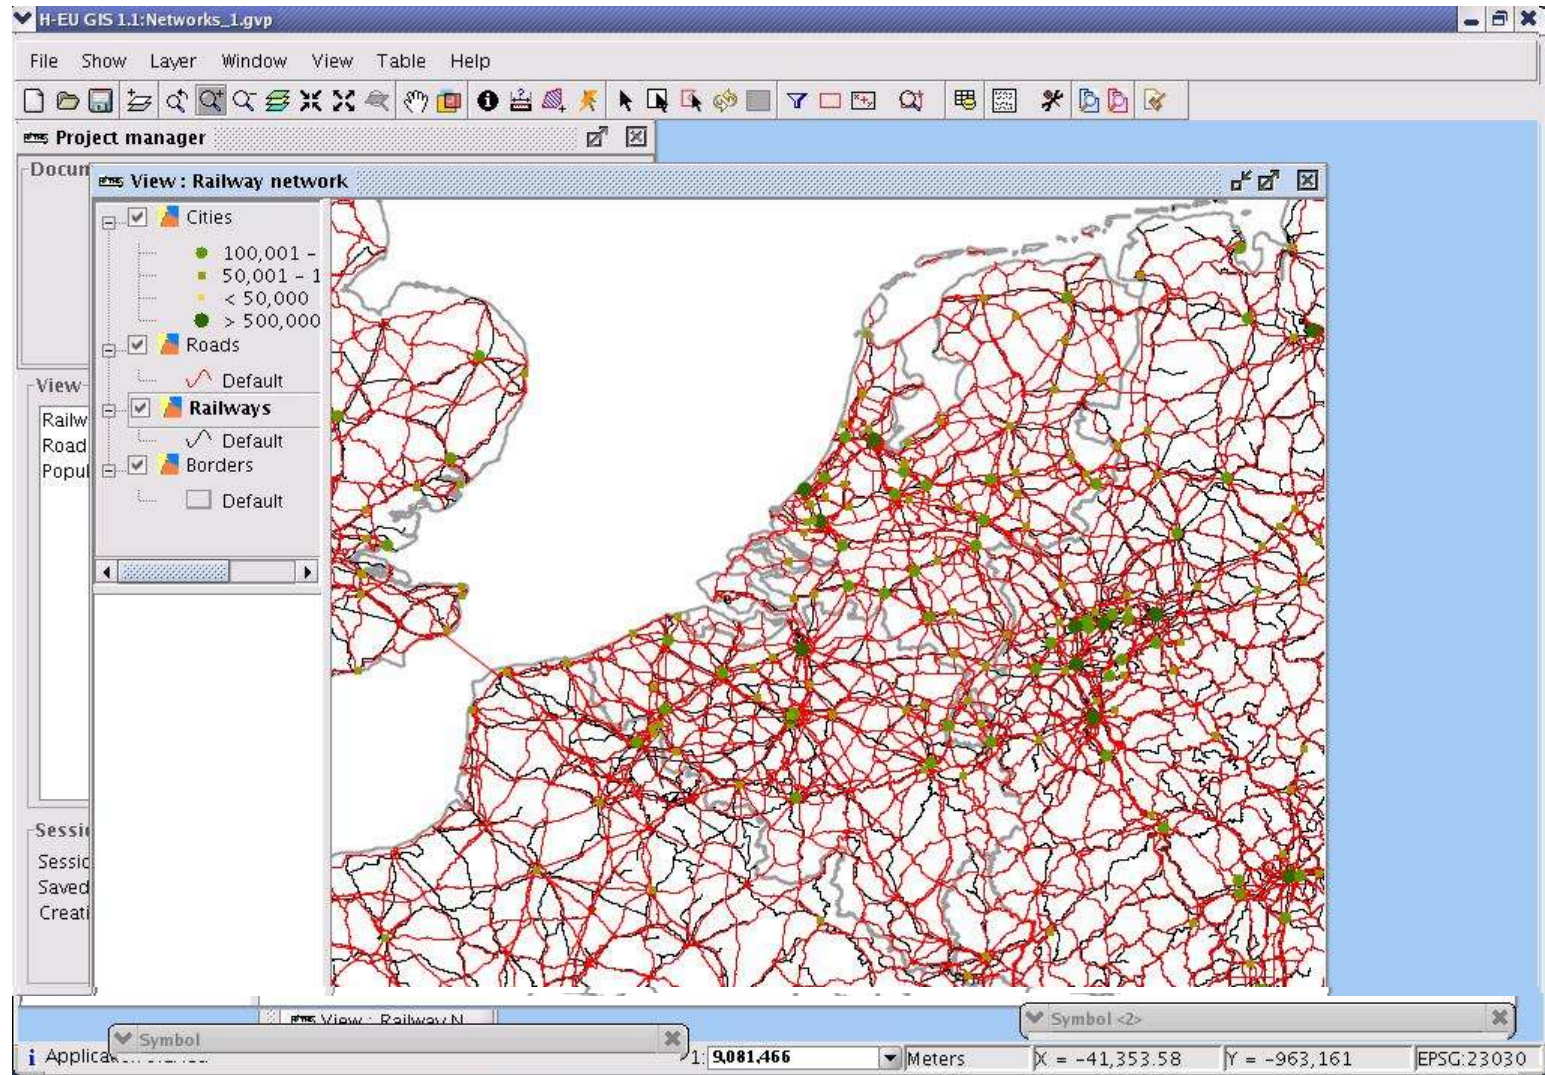 H-EU GIS 1.1:Networks_1.gvp
File Show Layer Window View Table Help
Project manager
Docum
View : Railway network
Cities
100,001 -
50,001 - 1
< 50,000
> 500,000
Roads
Default
Railways
Default
Borders
Default
View
Railw
Road
Popul
Sessi
Sessic
Saved
Creati
View : Railway N
Symbol
Symbol <2>
Applica
1: 9,081,466
Meters
X = -41,353.58
Y = -963,161
EPSG:23030